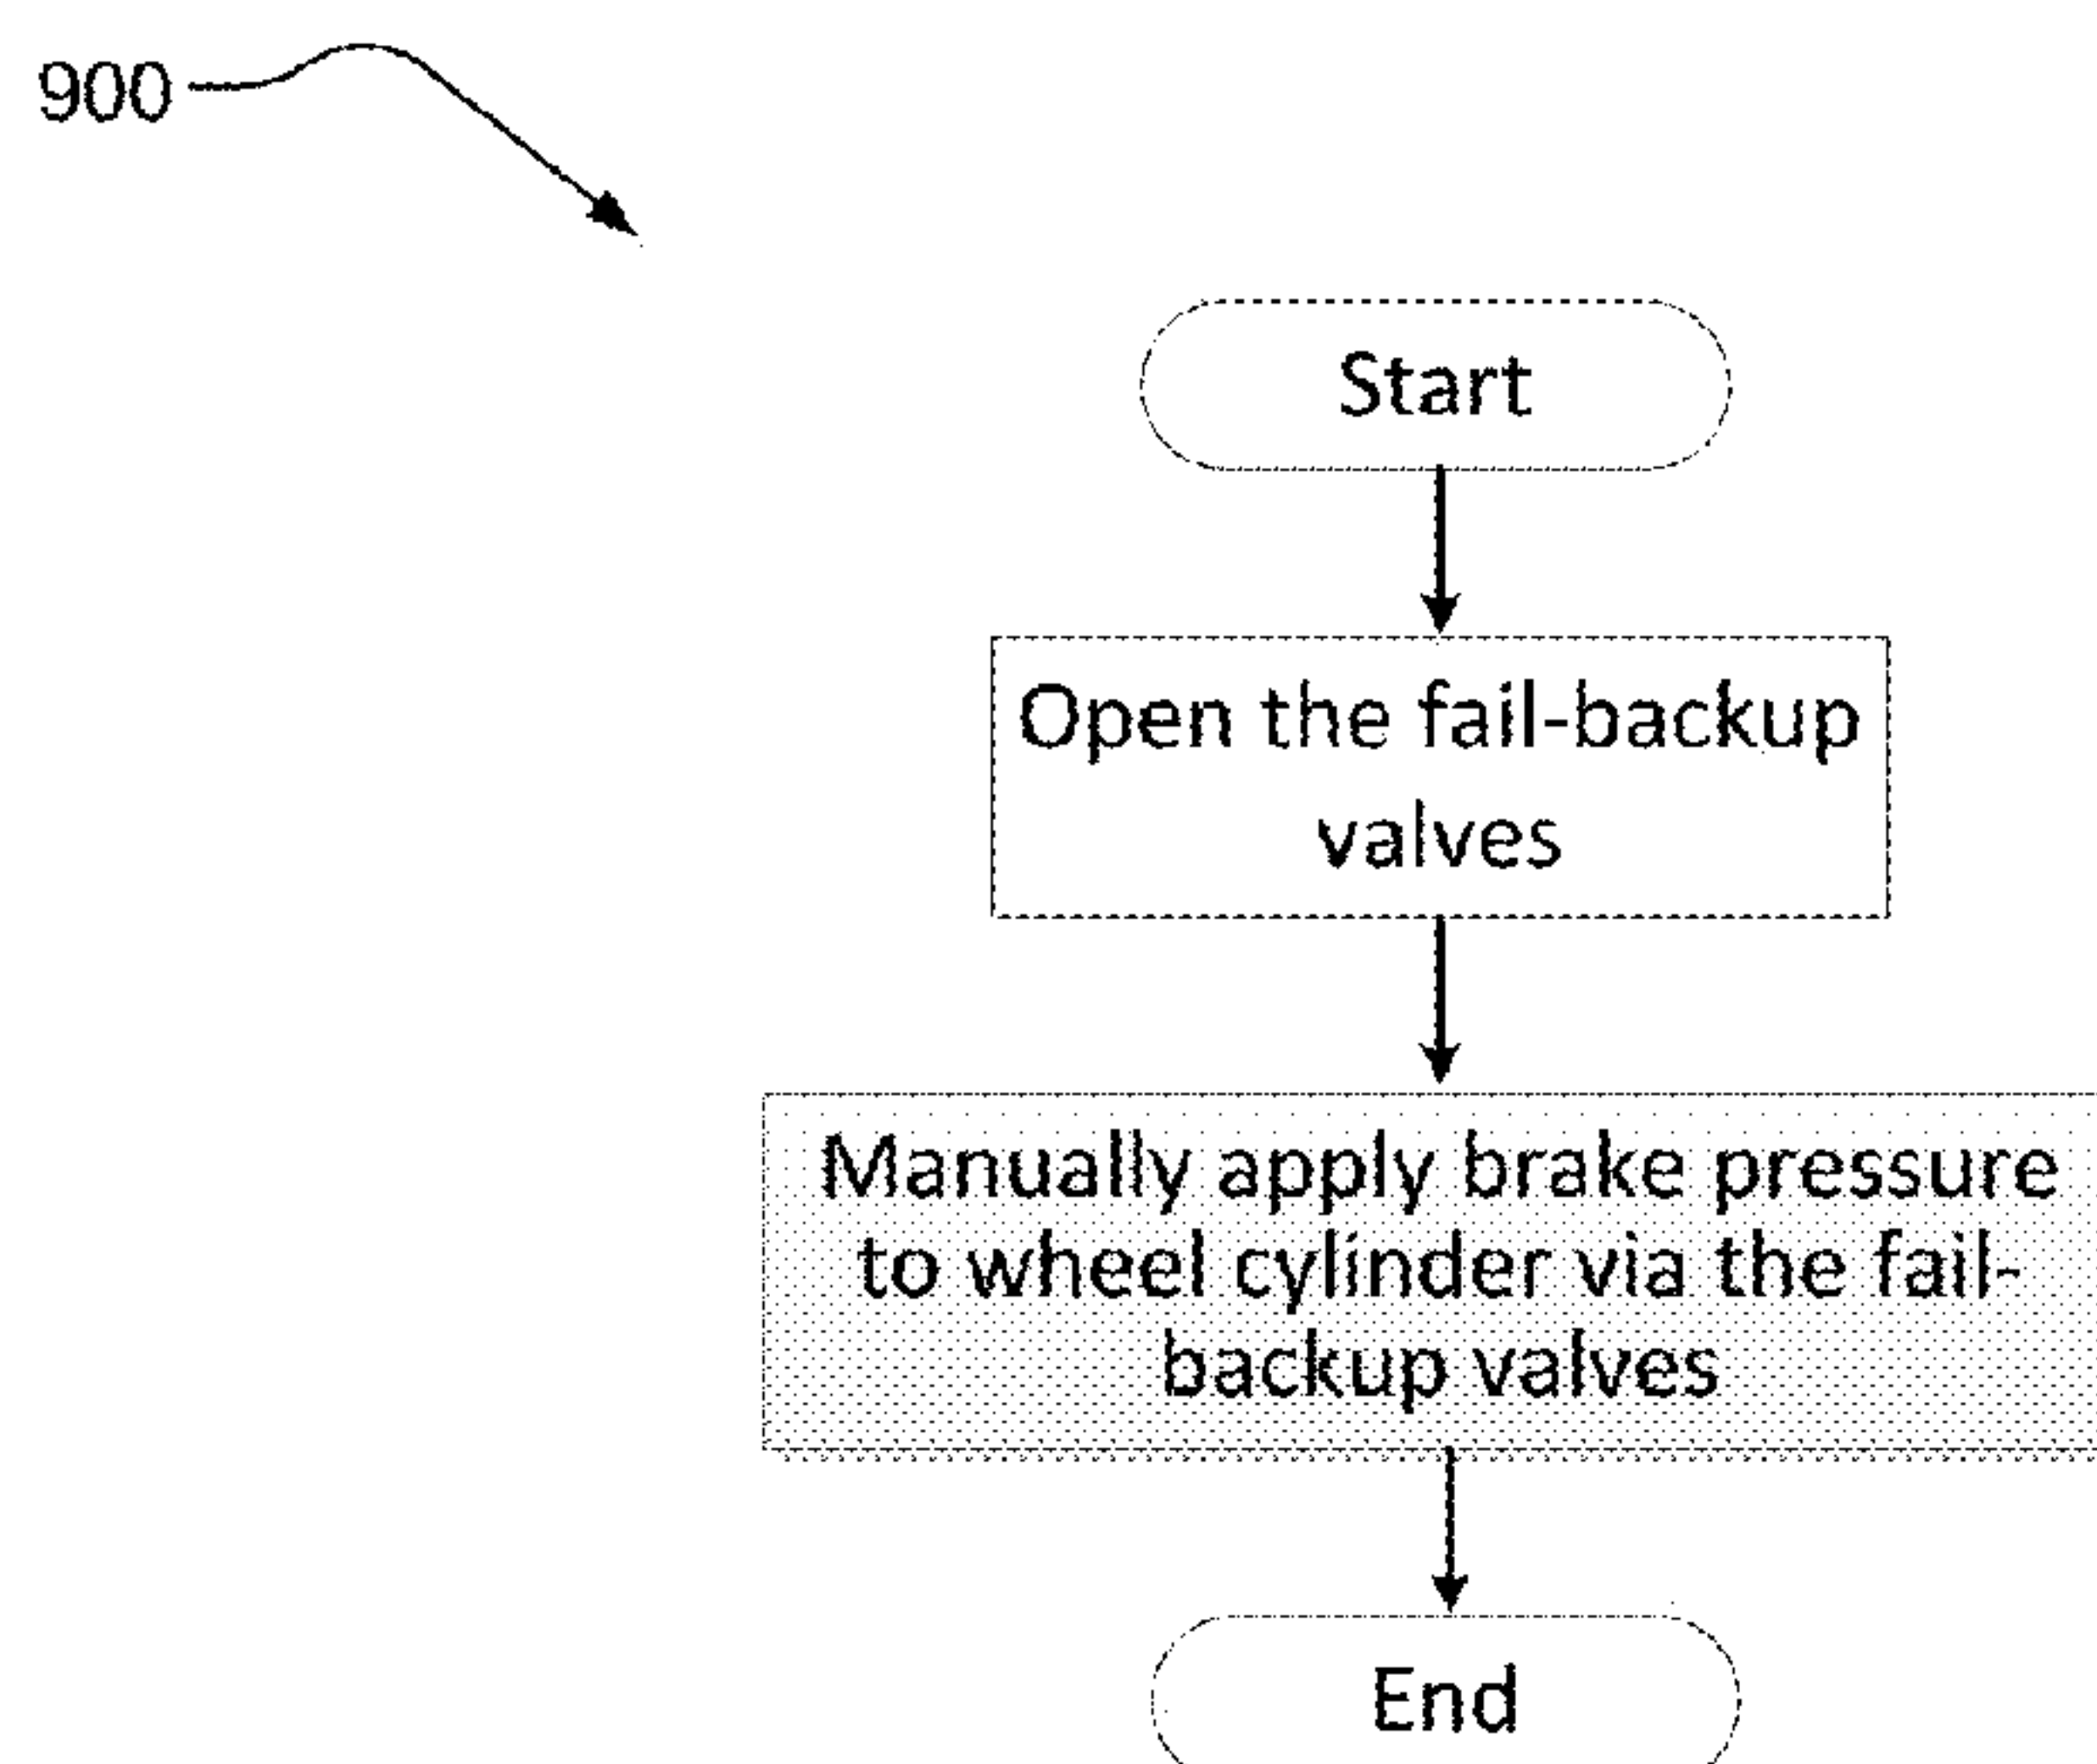 900
Start
Open the fail-backup
valves
Manually apply brake pressure
to wheel cylinder via the fail-
backup valves
End